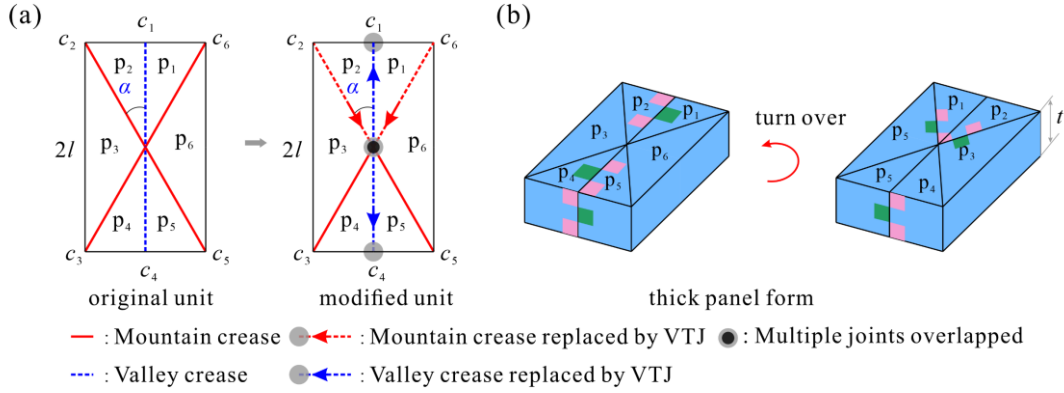 (a)
c1
c2
c6
p2
p1
α
2l
p3
p6
p4
p5
c3
c5
c4
original unit
c1
c2
c6
p2
p1
α
2l
p3
p6
p4
p5
c3
c5
c4
modified unit
(b)
p2
p1
p3
p6
p4
p5
turn over
p1
p2
p5
p3
p5
p4
t
thick panel form
: Mountain crease
: Mountain crease replaced by VTJ
: Multiple joints overlapped
: Valley crease
: Valley crease replaced by VTJ